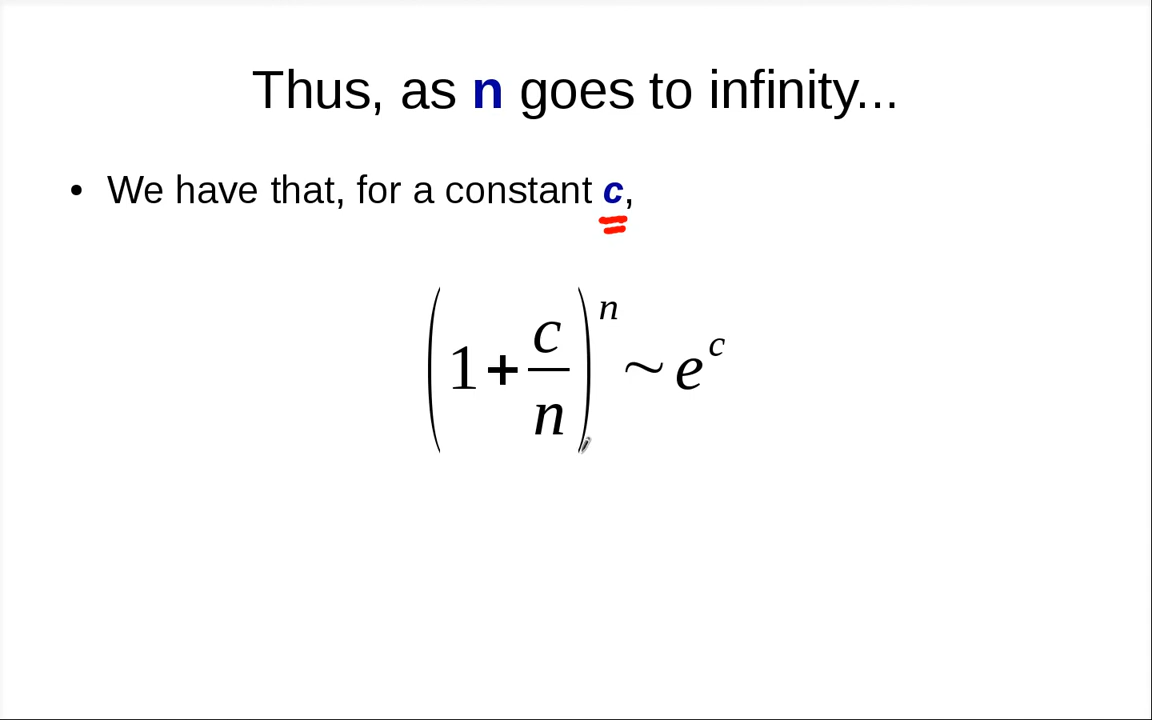 Thus, as n goes to infinity...
• We have that, for a constant c,
(1 + c/n)^n ~ e^c